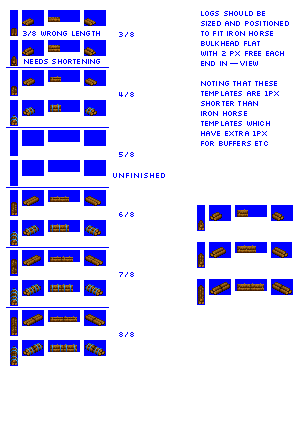 LOGS SHOULD BE
SIZED AND POSITIONED
TO FIT IRON HORSE
BULKHEAD FLAT
WITH 2 PX FREE EACH
END IN -- VIEW
NOTING THAT THESE
TEMPLATES ARE 1PX
SHORTER THAN
IRON HORSE
TEMPLATES WHICH
HAVE EXTRA 1PX
FOR BUFFERS ETC
3/8 WRONG LENGTH
3/8
NEEDS SHORTENING
4/8
5/8
UNFINISHED
6/8
7/8
8/8